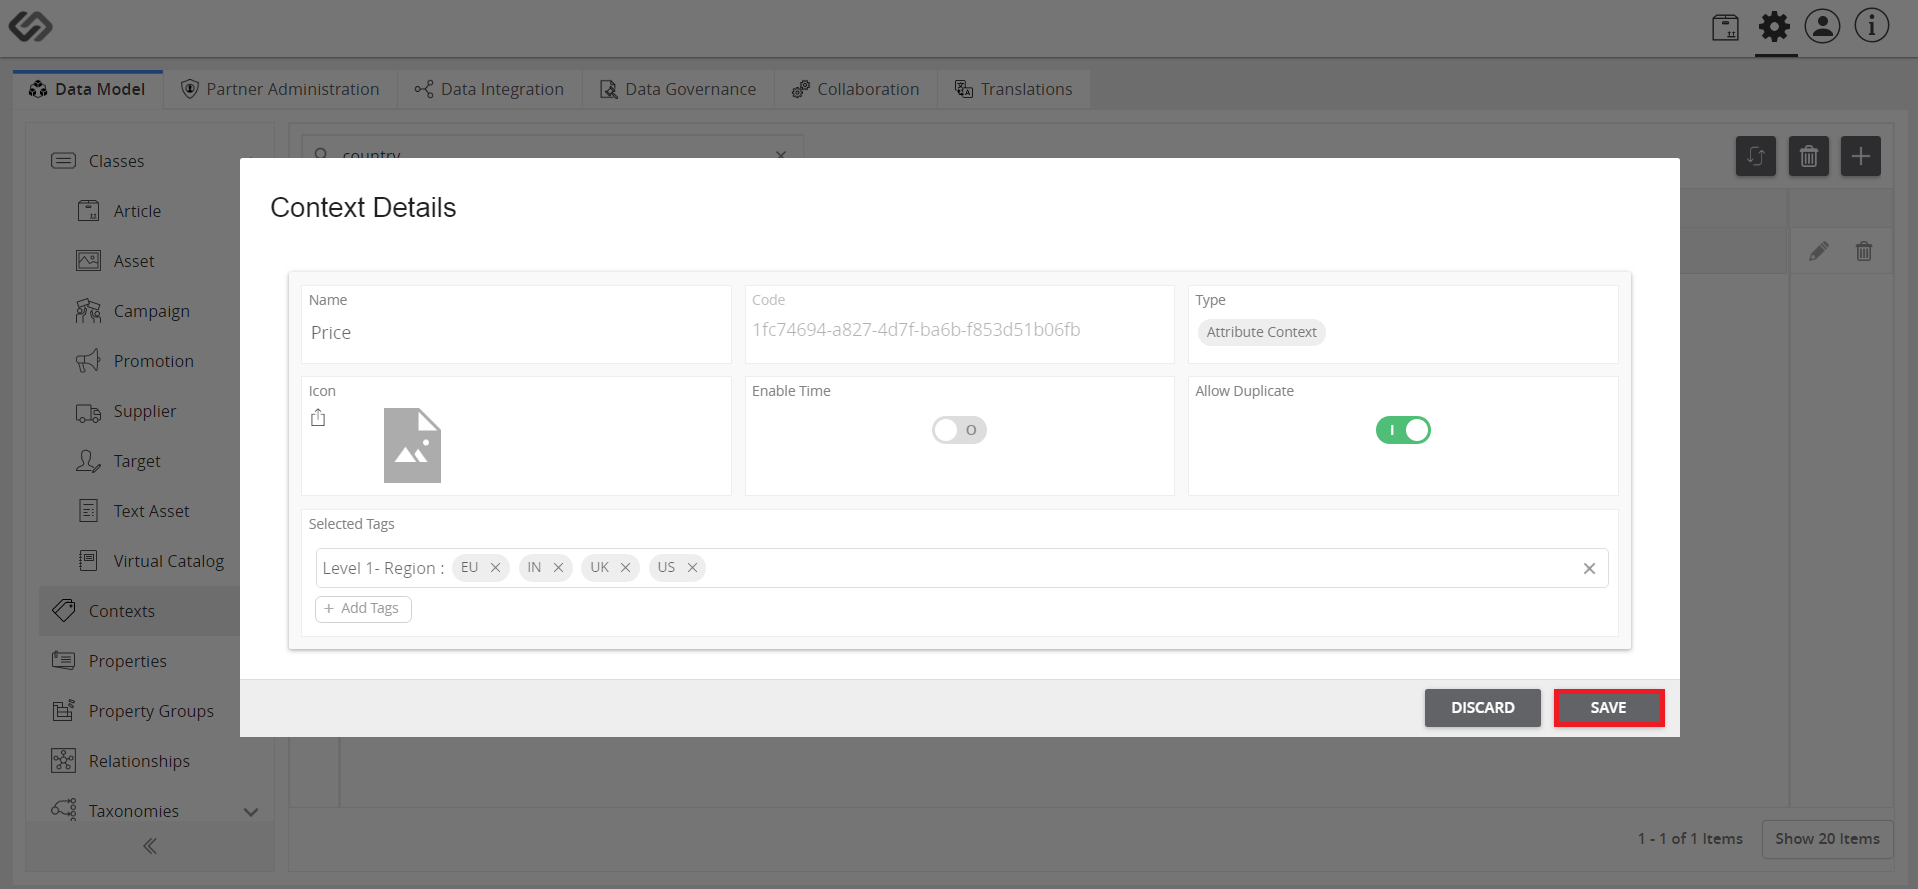 Data Model
Partner Administration
Data Integration
Data Governance
Collaboration
Translations
Classes
country
Article
Asset
Campaign
Promotion
Supplier
Target
Text Asset
Virtual Catalog
Contexts
Properties
Property Groups
Relationships
Taxonomies
Context Details
Name
Price
Code
1fc74694-a827-4d7f-ba6b-f853d51b06fb
Type
Attribute Context
Icon
Enable Time
O
Allow Duplicate
I
Selected Tags
Level 1- Region : EU IN UK US
+ Add Tags
DISCARD
SAVE
1 - 1 of 1 Items
Show 20 Items